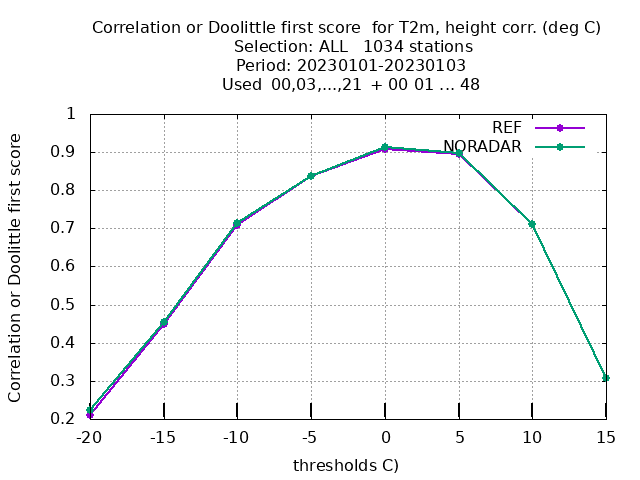 Correlation or Doolittle first score  for T2m, height corr. (deg C)
Selection: ALL   1034 stations
Period: 20230101-20230103
Used  00,03,...,21  + 00 01 ... 48
Correlation or Doolittle first score
1
0.9
0.8
0.7
0.6
0.5
0.4
0.3
0.2
REF
NORADAR
-20 -15 -10 -5 0 5 10 15
thresholds C)